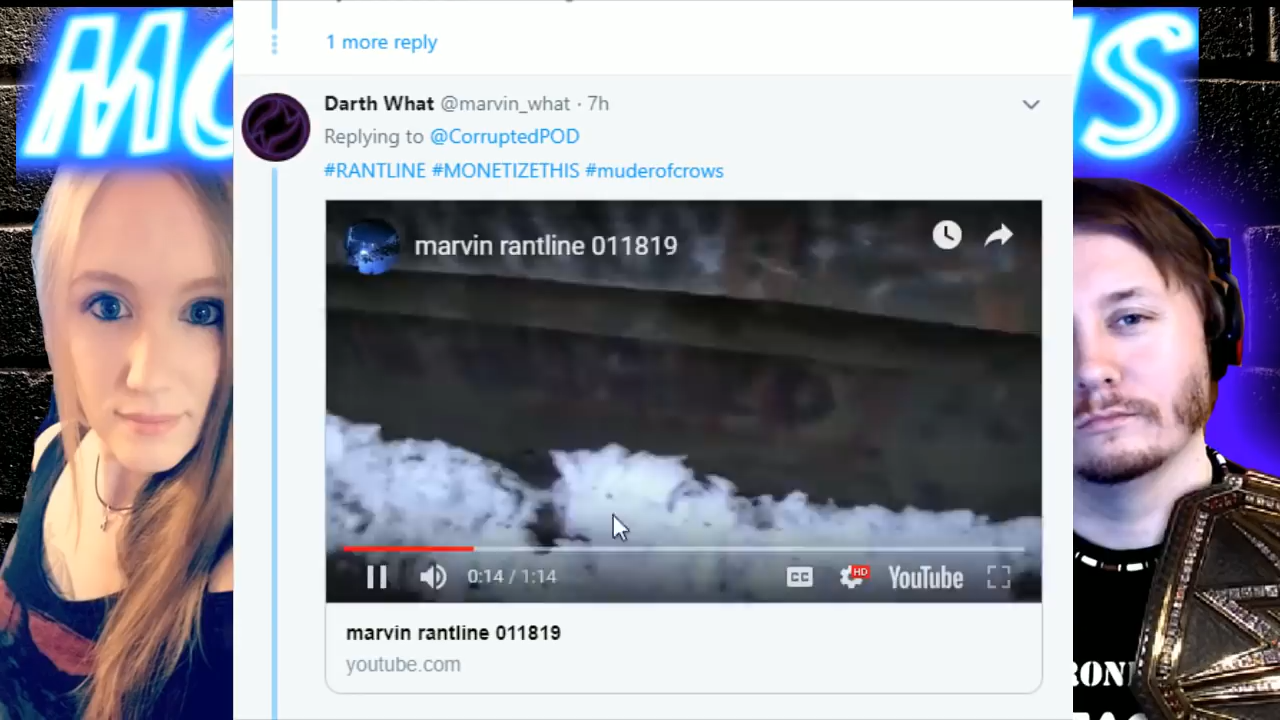 1 more reply
Darth What @marvin_what · 7h
Replying to @CorruptedPOD
#RANTLINE #MONETIZETHIS #muderofcrows
marvin rantline 011819
0:14 / 1:14
CC
HD
YouTube
marvin rantline 011819
youtube.com